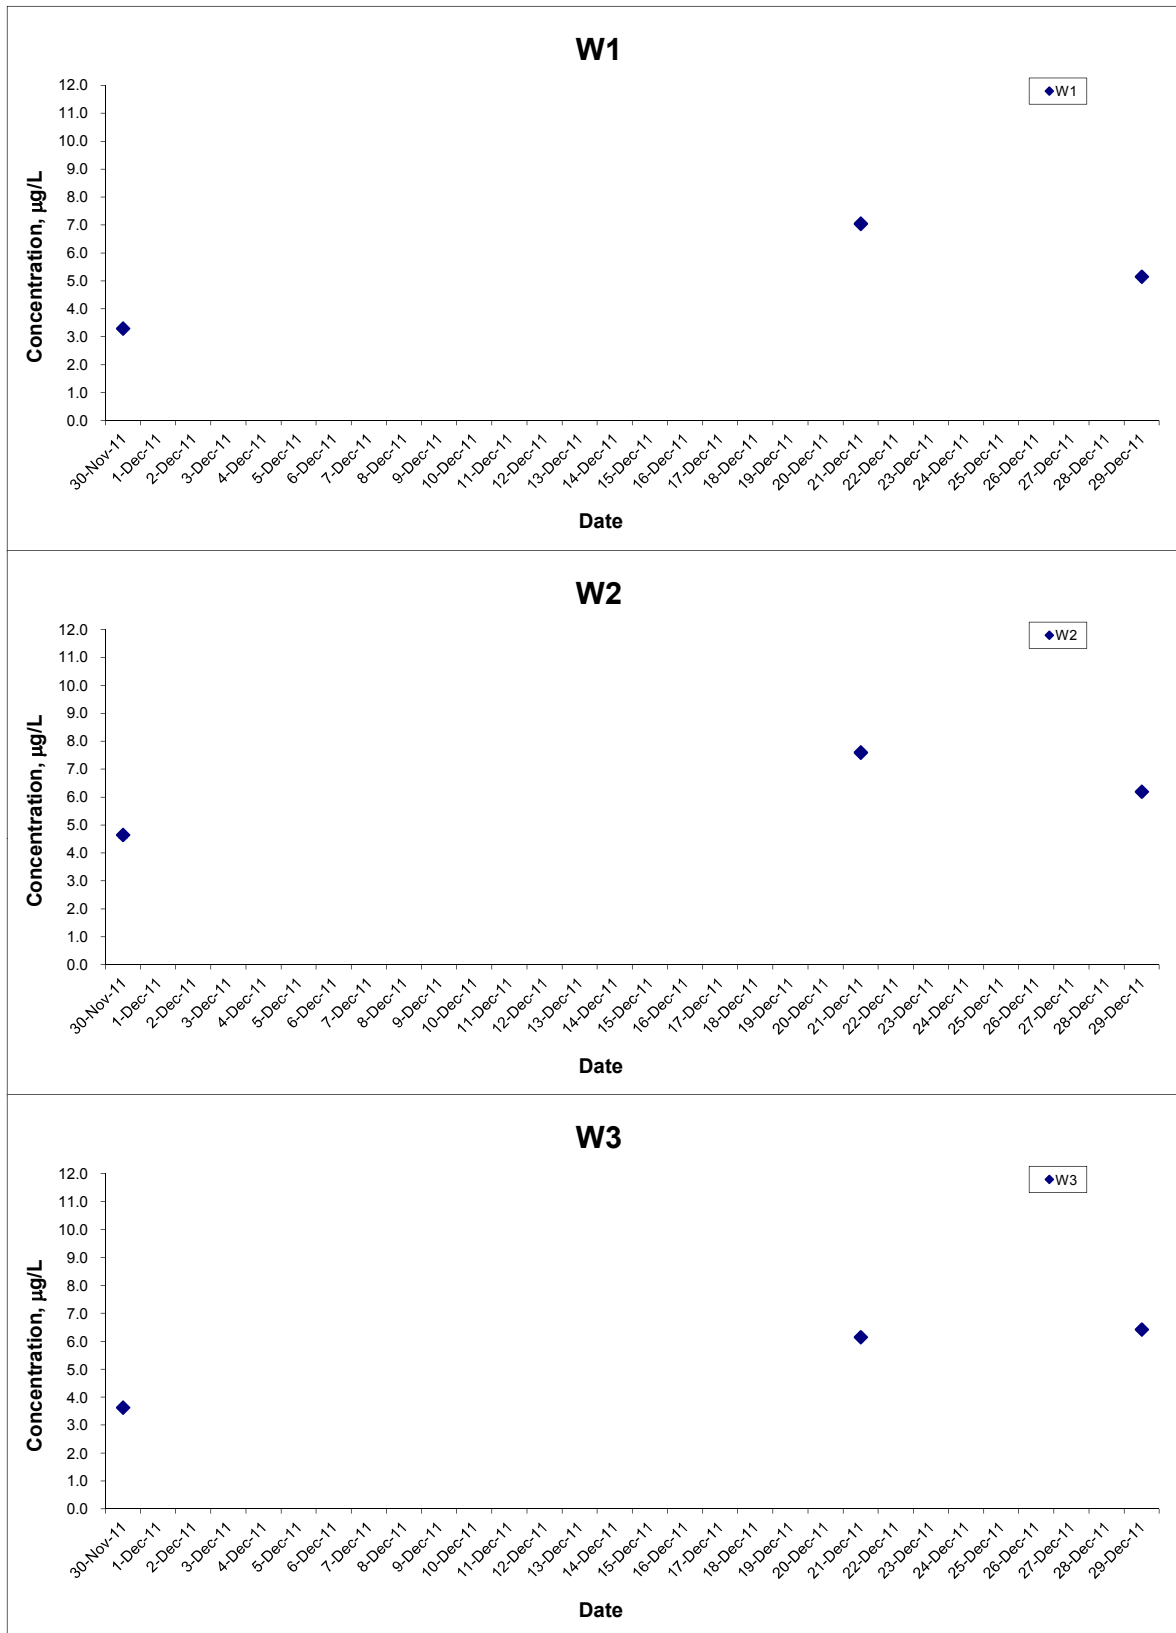 W1
W1
12.0
11.0
10.0
9.0
8.0
7.0
6.0
5.0
4.0
3.0
2.0
1.0
0.0
Concentration, µg/L
30-Nov-11
1-Dec-11
2-Dec-11
3-Dec-11
4-Dec-11
5-Dec-11
6-Dec-11
7-Dec-11
8-Dec-11
9-Dec-11
10-Dec-11
11-Dec-11
12-Dec-11
13-Dec-11
14-Dec-11
15-Dec-11
16-Dec-11
17-Dec-11
18-Dec-11
19-Dec-11
20-Dec-11
21-Dec-11
22-Dec-11
23-Dec-11
24-Dec-11
25-Dec-11
26-Dec-11
27-Dec-11
28-Dec-11
29-Dec-11
Date
W2
W2
12.0
11.0
10.0
9.0
8.0
7.0
6.0
5.0
4.0
3.0
2.0
1.0
0.0
Concentration, µg/L
30-Nov-11
1-Dec-11
2-Dec-11
3-Dec-11
4-Dec-11
5-Dec-11
6-Dec-11
7-Dec-11
8-Dec-11
9-Dec-11
10-Dec-11
11-Dec-11
12-Dec-11
13-Dec-11
14-Dec-11
15-Dec-11
16-Dec-11
17-Dec-11
18-Dec-11
19-Dec-11
20-Dec-11
21-Dec-11
22-Dec-11
23-Dec-11
24-Dec-11
25-Dec-11
26-Dec-11
27-Dec-11
28-Dec-11
29-Dec-11
Date
W3
W3
12.0
11.0
10.0
9.0
8.0
7.0
6.0
5.0
4.0
3.0
2.0
1.0
0.0
Concentration, µg/L
30-Nov-11
1-Dec-11
2-Dec-11
3-Dec-11
4-Dec-11
5-Dec-11
6-Dec-11
7-Dec-11
8-Dec-11
9-Dec-11
10-Dec-11
11-Dec-11
12-Dec-11
13-Dec-11
14-Dec-11
15-Dec-11
16-Dec-11
17-Dec-11
18-Dec-11
19-Dec-11
20-Dec-11
21-Dec-11
22-Dec-11
23-Dec-11
24-Dec-11
25-Dec-11
26-Dec-11
27-Dec-11
28-Dec-11
29-Dec-11
Date